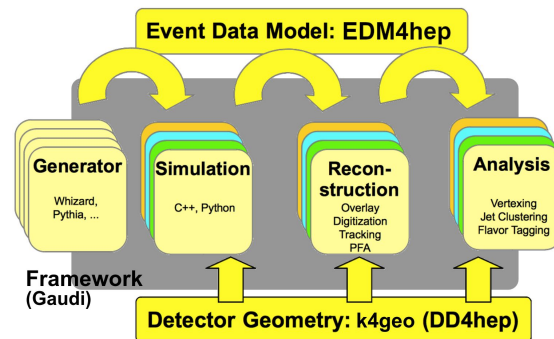 Event Data Model: EDM4hep
Generator
Whizard,
Pythia, ...
Simulation
C++, Python
Recon-
struction
Overlay
Digitization
Tracking
PFA
Analysis
Vertexing
Jet Clustering
Flavor Tagging
Framework
(Gaudi)
Detector Geometry: k4geo (DD4hep)